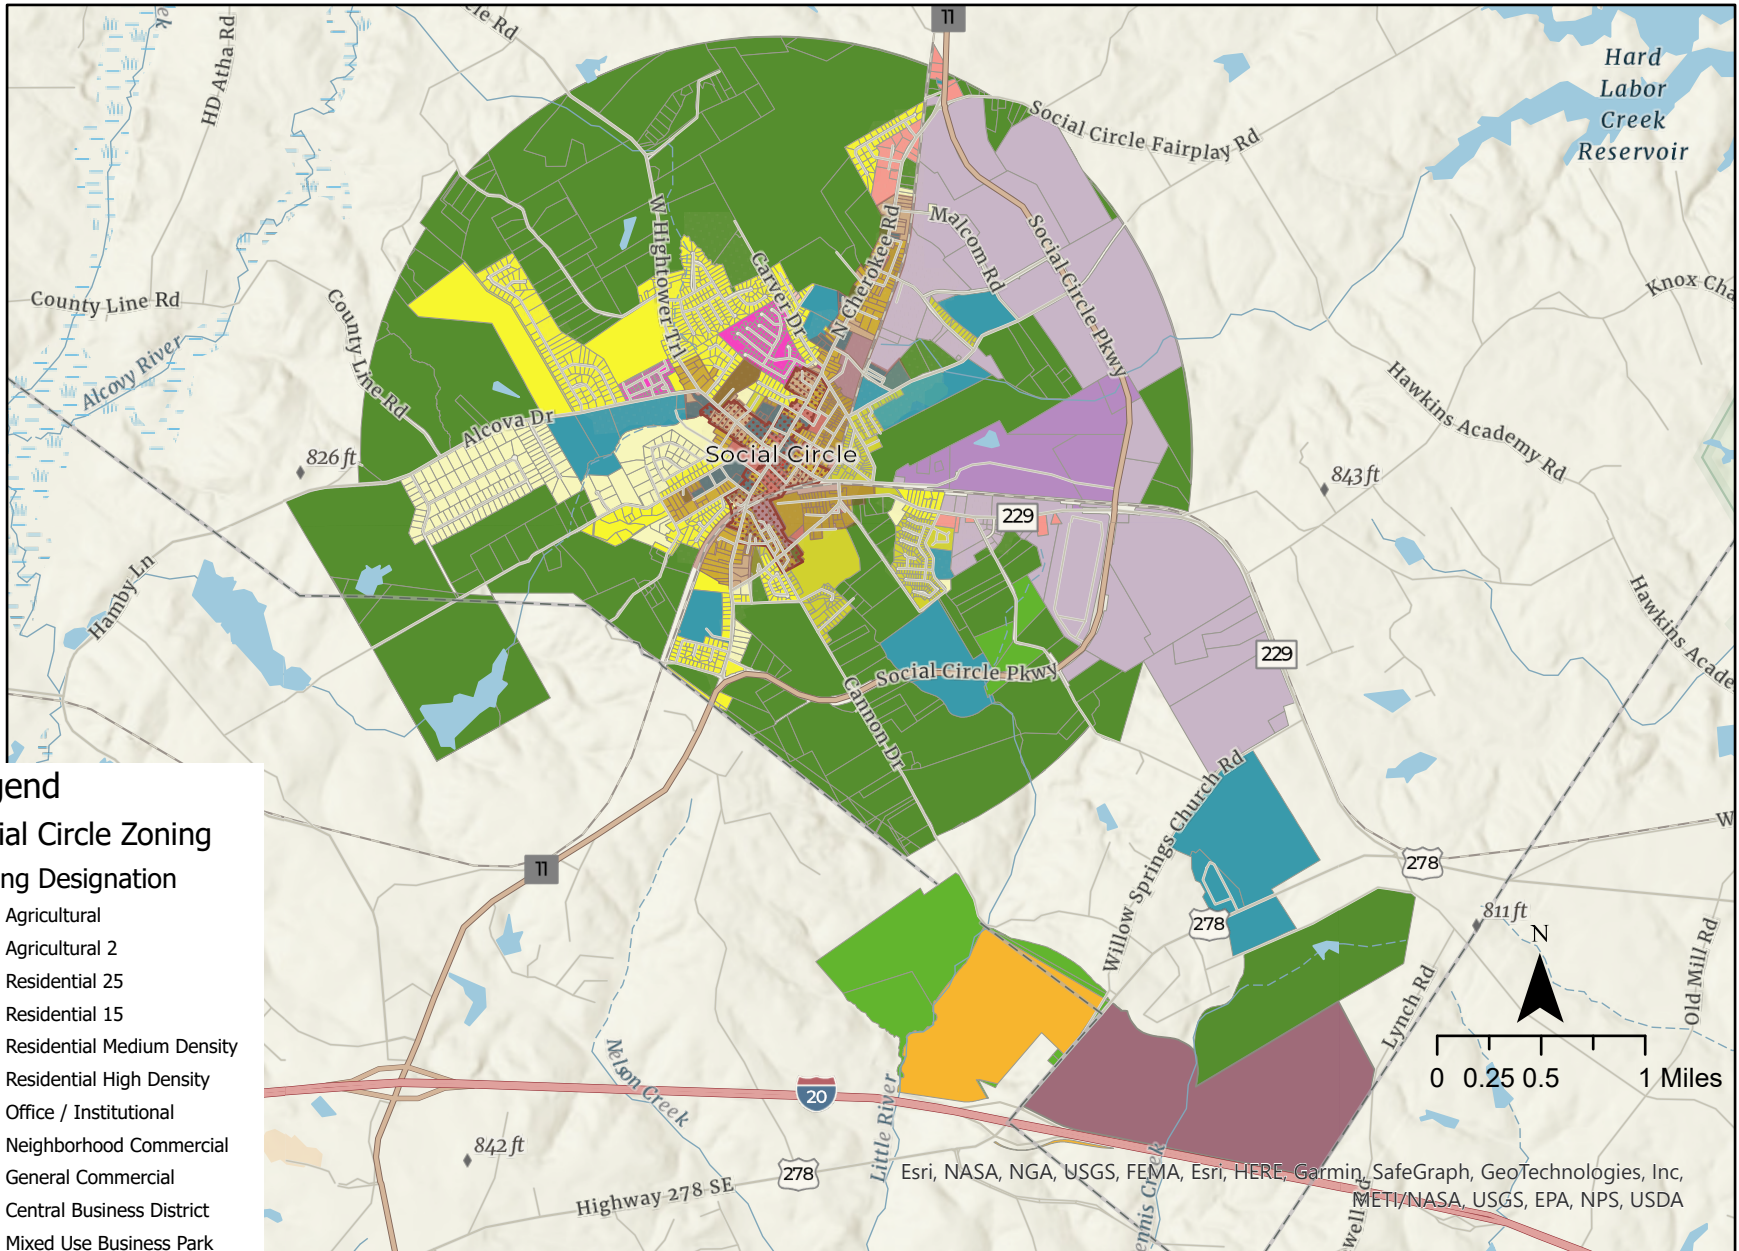 11
Hard
Labor
Creek
Reservoir
HD Atha Rd
Social Circle Fairplay Rd
W Hightower Trl
Carver Dr
N Cherokee Rd
Malcom Rd
Social Circle Pkwy
County Line Rd
County Line Rd
Alcovy River
Alcova Dr
Knox Cha
Hawkins Academy Rd
826 ft
Social Circle
843 ft
229
Hamby Ln
Hawkins Acade
229
Social Circle Pkwy
Cannon Dr
gend
ial Circle Zoning
ng Designation
Agricultural
Agricultural 2
Residential 25
Residential 15
Residential Medium Density
Residential High Density
Office / Institutional
Neighborhood Commercial
General Commercial
Central Business District
Mixed Use Business Park
11
Willow Springs Church Rd
W
278
278
811 ft
N
Old Mill Rd
Lynch Rd
0 0.25 0.5 1 Miles
Nelson Creek
20
Little River
842 ft
278
Highway 278 SE
ennis Creek
well Rd
Esri, NASA, NGA, USGS, FEMA, Esri, HERE, Garmin, SafeGraph, GeoTechnologies, Inc,
METI/NASA, USGS, EPA, NPS, USDA